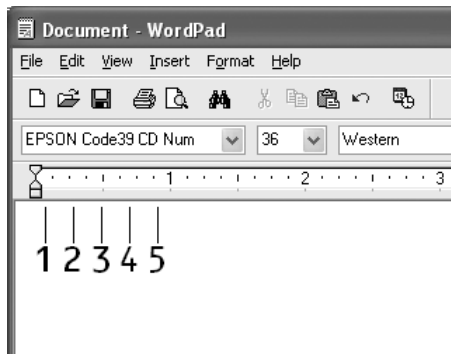 Document - WordPad
File Edit View Insert Format Help
EPSON Code39 CD Num 36 Western
1 2 3
1 2 3 4 5